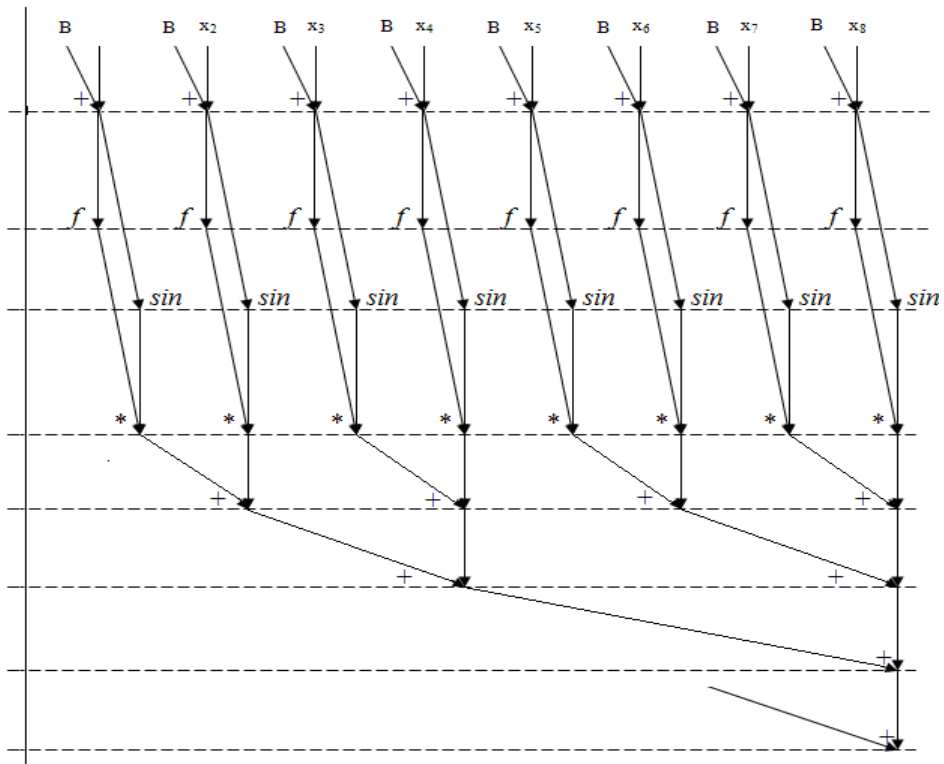 B B x₂ B x₃ B x₄ B x₅ B x₆ B x₇ B x₈
+ + + + + + + +
f f f f f f f f
sin sin sin sin sin sin sin sin
* * * * * * * *
+ + + +
+ +
+
+